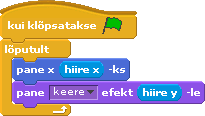 kui klõpsatakse
lõputult
pane x hiire x -ks
pane keere efekt hiire y -le